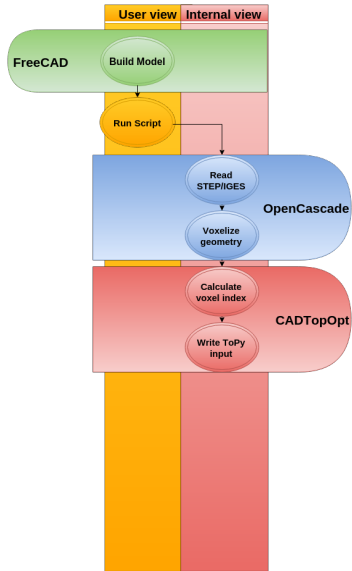 User view Internal view
FreeCAD
Build Model
Run Script
Read
STEP/IGES
OpenCascade
Voxelize
geometry
Calculate
voxel index
CADTopOpt
Write ToPy
input